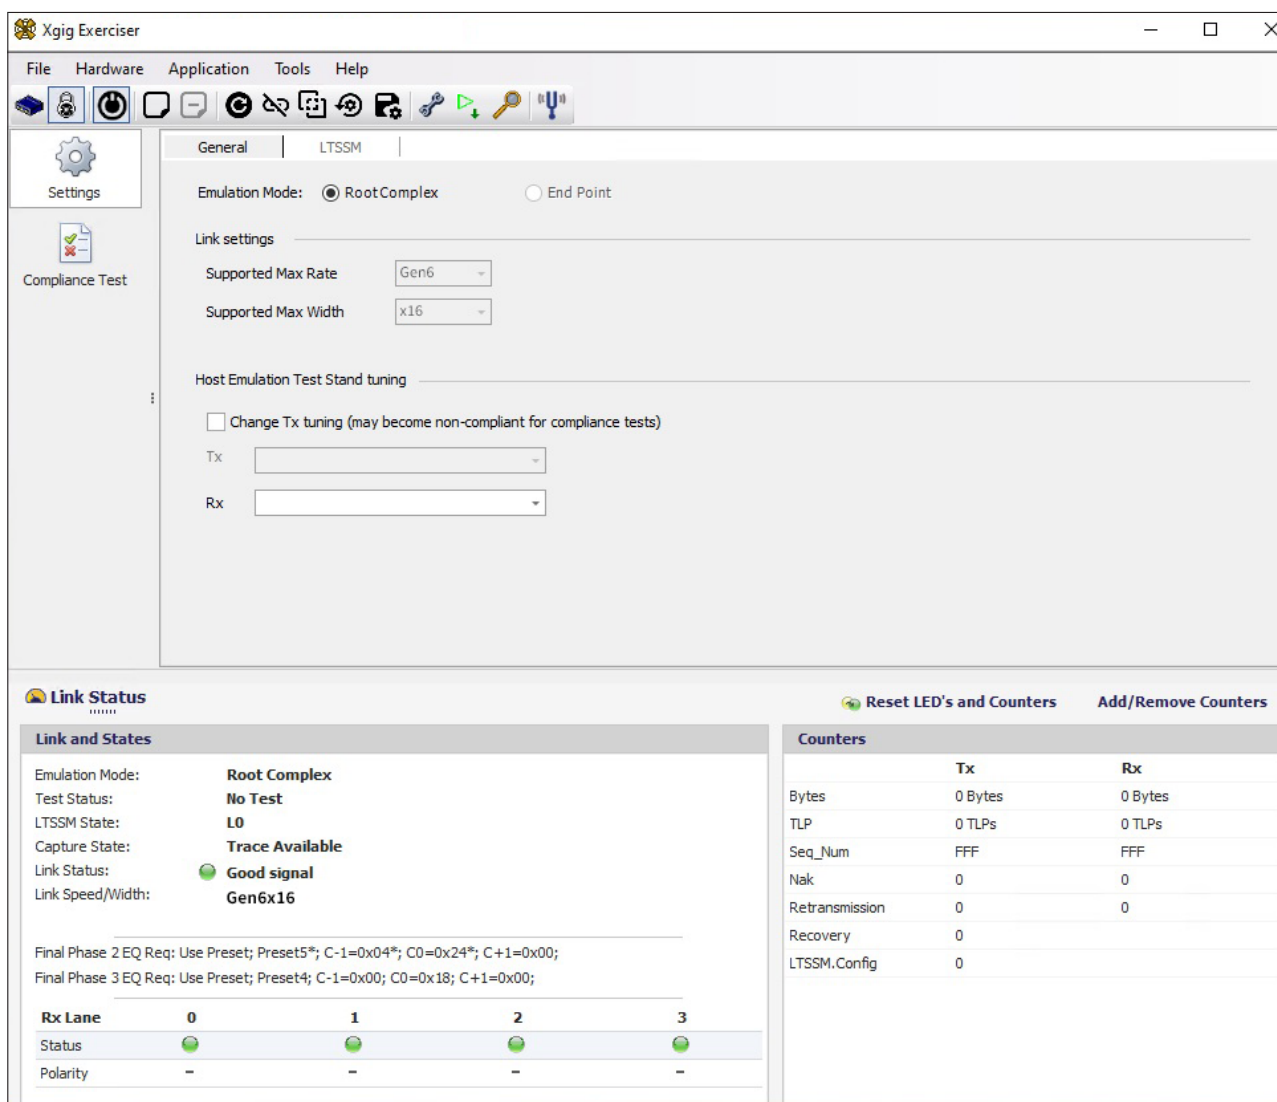 Xgig Exerciser
File Hardware Application Tools Help
Settings
Compliance Test
General LTSSM
Emulation Mode: Root Complex End Point
Link settings
Supported Max Rate Gen6
Supported Max Width x16
Host Emulation Test Stand tuning
Change Tx tuning (may become non-compliant for compliance tests)
Tx
Rx
Link Status
Reset LED's and Counters Add/Remove Counters
Link and States
Emulation Mode: Root Complex
Test Status: No Test
LTSSM State: L0
Capture State: Trace Available
Link Status: Good signal
Link Speed/Width: Gen6x16
Final Phase 2 EQ Req: Use Preset; Preset5*; C-1=0x04*; C0=0x24*; C+1=0x00;
Final Phase 3 EQ Req: Use Preset; Preset4; C-1=0x00; C0=0x18; C+1=0x00;
Rx Lane 0 1 2 3
Status
Polarity - - - -
Counters
Tx Rx
Bytes 0 Bytes 0 Bytes
TLP 0 TLPs 0 TLPs
Seq_Num FFF FFF
Nak 0 0
Retransmission 0 0
Recovery 0
LTSSM.Config 0